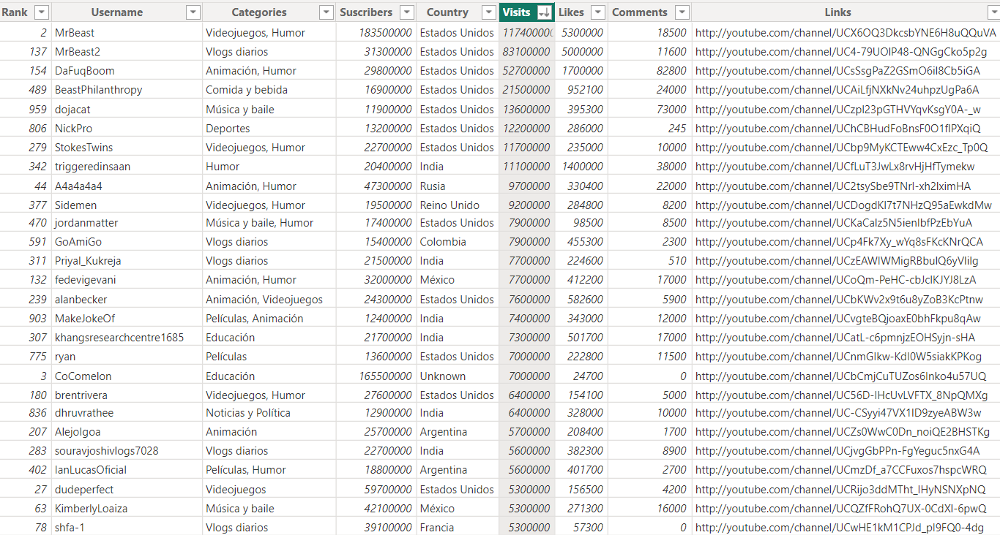 Rank Username Categories Suscribers Country Visits Likes Comments Links
2 MrBeast Videojuegos, Humor 183500000 Estados Unidos 117400000 5300000 18500 http://youtube.com/channel/UCX6OQ3DkcsbYNE6H8uQQuVA
137 MrBeast2 Vlogs diarios 31300000 Estados Unidos 83100000 5000000 11600 http://youtube.com/channel/UC4-79UOlP48-QNGgCko5p2g
154 DaFuqBoom Animación, Humor 29800000 Estados Unidos 52700000 1700000 82800 http://youtube.com/channel/UCsSsgPaZ2GSmO6il8Cb5iGA
489 BeastPhilanthropy Comida y bebida 16900000 Estados Unidos 21500000 952100 24000 http://youtube.com/channel/UCAiLfjNXkNv24uhpzUgPa6A
959 dojacat Música y baile 11900000 Estados Unidos 13600000 395300 73000 http://youtube.com/channel/UCzpl23pGTHVYqvKsgY0A-_w
806 NickPro Deportes 13200000 Estados Unidos 12200000 286000 245 http://youtube.com/channel/UChCBHudFoBnsF0O1flPXqiQ
279 StokesTwins Videojuegos, Humor 22700000 Estados Unidos 11700000 235000 10000 http://youtube.com/channel/UCbp9MyKCTEww4CxEzc_Tp0Q
342 triggeredinsaan Humor 20400000 India 11100000 1400000 38000 http://youtube.com/channel/UCfLuT3JwLx8rvHjHfTymekw
44 A4a4a4a4 Animación, Humor 47300000 Rusia 9700000 330400 22000 http://youtube.com/channel/UC2tsySbe9TNrI-xh2lximHA
377 Sidemen Videojuegos, Humor 19500000 Reino Unido 9200000 284800 8200 http://youtube.com/channel/UCDogdKl7t7NHzQ95aEwkdMw
470 jordanmatter Música y baile, Humor 17400000 Estados Unidos 7900000 98500 8500 http://youtube.com/channel/UCKaCalz5N5ienIbfPzEbYuA
591 GoAmiGo Vlogs diarios 15400000 Colombia 7900000 455300 2300 http://youtube.com/channel/UCp4Fk7Xy_wYq8sFKcKNrQCA
311 Priyal_Kukreja Vlogs diarios 21500000 India 7700000 224600 510 http://youtube.com/channel/UCzEAWlWMigRBbulQ6yVIiIg
132 fedevigevani Animación, Humor 32000000 México 7700000 412200 17000 http://youtube.com/channel/UCoQm-PeHC-cbJclKJYJ8LzA
239 alanbecker Animación, Videojuegos 24300000 Estados Unidos 7600000 582600 5900 http://youtube.com/channel/UCbKWv2x9t6u8yZoB3KcPtnw
903 MakeJokeOf Películas, Animación 12400000 India 7400000 343000 12000 http://youtube.com/channel/UCvgteBQjoaxE0bhFkpu8qAw
307 khangsresearchcentre1685 Educación 21700000 India 7300000 501700 17000 http://youtube.com/channel/UCatL-c6pmnjzEOHSyjn-sHA
775 ryan Películas 13600000 Estados Unidos 7000000 222800 11500 http://youtube.com/channel/UCnmGIkw-KdI0W5siakKPKog
3 CoComelon Educación 165500000 Unknown 7000000 24700 0 http://youtube.com/channel/UCbCmjCuTUZos6Inko4u57UQ
180 brentrivera Videojuegos, Humor 27600000 Estados Unidos 6400000 154100 5000 http://youtube.com/channel/UC56D-IHcUvLVFTX_8NpQMXg
836 dhruvrathee Noticias y Política 12900000 India 6400000 328000 10000 http://youtube.com/channel/UC-CSyyi47VX1lD9zyeABW3w
207 Alejoigoa Animación 25700000 Argentina 5700000 208400 1700 http://youtube.com/channel/UCZs0WwC0Dn_noiQE2BHSTKg
283 souravjoshivlogs7028 Vlogs diarios 22700000 India 5600000 382300 8900 http://youtube.com/channel/UCjvgGbPPn-FgYeguc5nxG4A
402 IanLucasOficial Películas, Humor 18800000 Argentina 5600000 401700 2700 http://youtube.com/channel/UCmzDf_a7CCFuxos7hspcWRQ
27 dudeperfect Videojuegos 59700000 Estados Unidos 5300000 156500 4200 http://youtube.com/channel/UCRijo3ddMTht_IHyNSNXpNQ
63 KimberlyLoaiza Música y baile 42100000 México 5300000 271300 16000 http://youtube.com/channel/UCQZfFRohQ7UX-0CdXl-6pwQ
78 shfa-1 Vlogs diarios 39100000 Francia 5300000 57300 0 http://youtube.com/channel/UCwHE1kM1CPJd_pI9FQ0-4dg